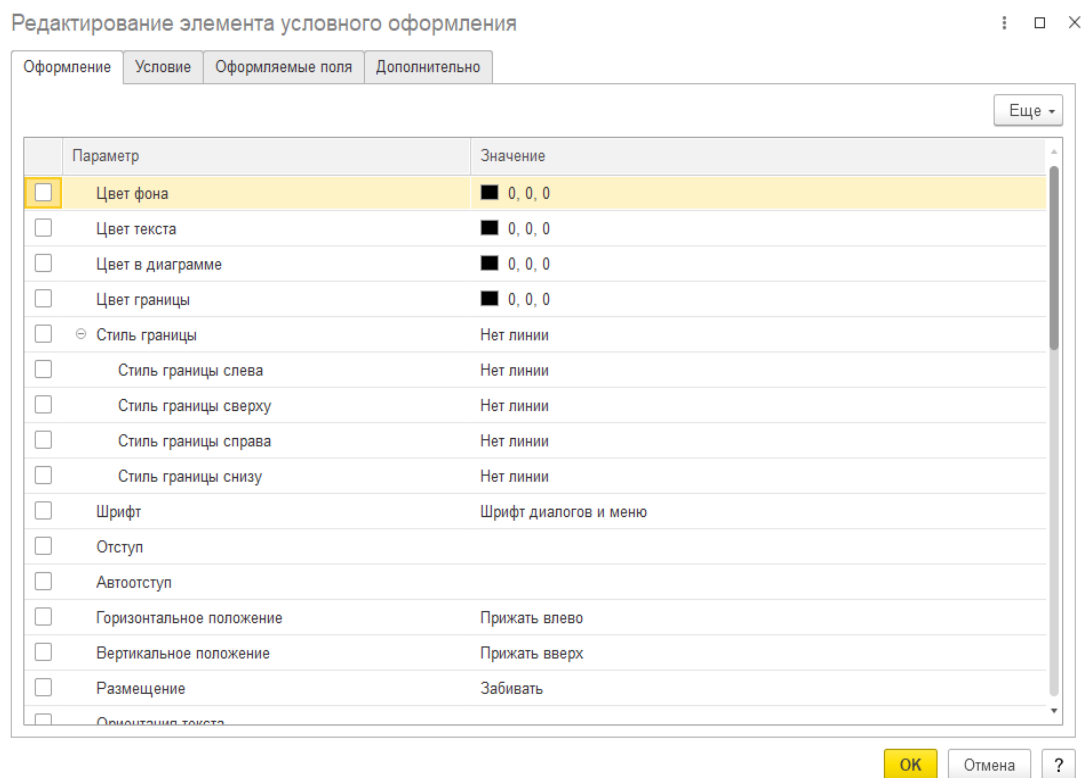 Редактирование элемента условного оформления
Оформление Условие Оформляемые поля Дополнительно
Еще
Параметр Значение
Цвет фона 0, 0, 0
Цвет текста 0, 0, 0
Цвет в диаграмме 0, 0, 0
Цвет границы 0, 0, 0
Стиль границы Нет линии
Стиль границы слева Нет линии
Стиль границы сверху Нет линии
Стиль границы справа Нет линии
Стиль границы снизу Нет линии
Шрифт Шрифт диалогов и меню
Отступ
Автоотступ
Горизонтальное положение Прижать влево
Вертикальное положение Прижать вверх
Размещение Забивать
Ориентация текста
ОК Отмена ?